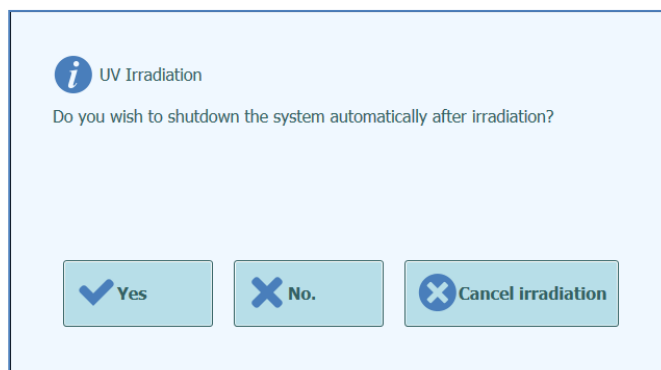 UV Irradiation
Do you wish to shutdown the system automatically after irradiation?
Yes
No.
Cancel irradiation